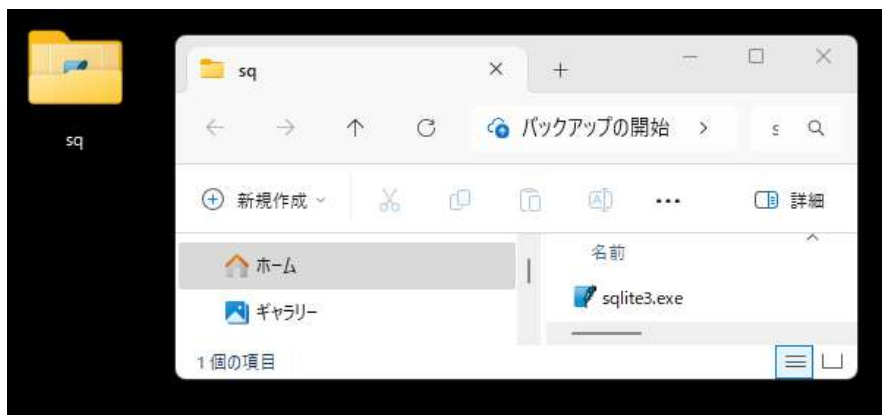 sq
sq
パックアップの開始
s
新規作成
詳細
ホーム
ギャラリー
名前
sqlite3.exe
1 個の項目